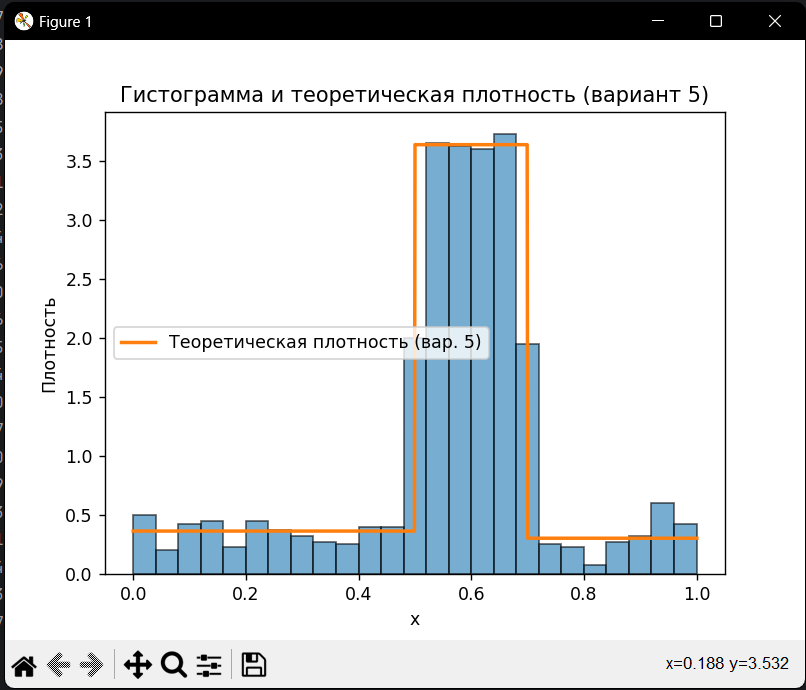 Figure 1
Гистограмма и теоретическая плотность (вариант 5)
3.5
3.0
2.5
2.0
1.5
1.0
0.5
0.0
Плотность
Теоретическая плотность (вар. 5)
0.0 0.2 0.4 0.6 0.8 1.0
x
x=0.188 y=3.532